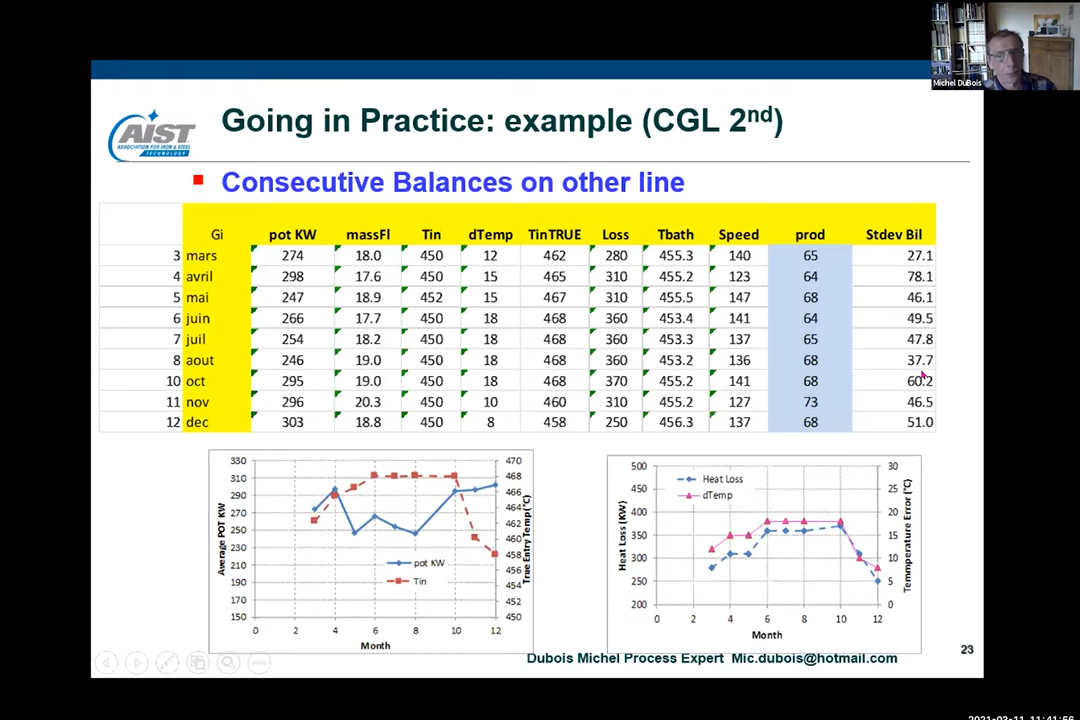 Michel DuBois
AIST
ASSOCIATION FOR IRON & STEEL
TECHNOLOGY
Going in Practice: example (CGL 2nd)
Consecutive Balances on other line
Gi pot KW massFl Tin dTemp TinTRUE Loss Tbath Speed prod Stdev Bil
3 mars 274 18.0 450 12 462 280 455.3 140 65 27.1
4 avril 298 17.6 450 15 465 310 455.2 123 64 78.1
5 mai 247 18.9 452 15 467 310 455.5 147 68 46.1
6 juin 266 17.7 450 18 468 360 453.4 141 64 49.5
7 juil 254 18.2 450 18 468 360 453.3 137 65 47.8
8 aout 246 19.0 450 18 468 360 453.2 136 68 37.7
10 oct 295 19.0 450 18 468 370 455.2 141 68 60.2
11 nov 296 20.3 450 10 460 310 455.2 127 73 46.5
12 dec 303 18.8 450 8 458 250 456.3 137 68 51.0
Average POT KW
330
310
290
270
250
230
210
190
170
150
470
468
466
464
462
460
458
456
454
452
450
True Entry Temp (°C)
pot KW
Tin
0 2 4 6 8 10 12
Month
Heat Loss (KW)
500
450
400
350
300
250
200
30
25
20
15
10
5
0
Temmperature Error (°C)
Heat Loss
dTemp
0 2 4 6 8 10 12
Month
Dubois Michel Process Expert Mic.dubois@hotmail.com
23
2021-03-11 11:41:56